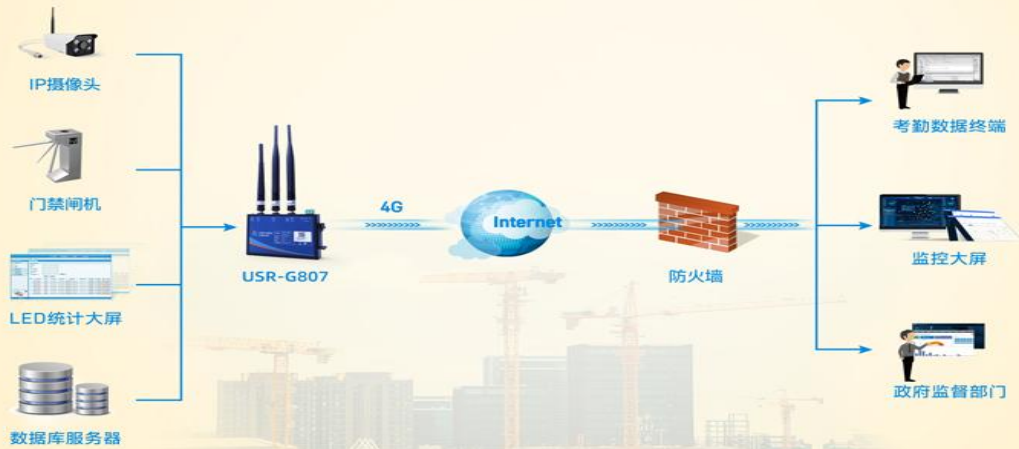 IP摄像头
门禁闸机
LED统计大屏
数据库服务器
USR-G807
4G
Internet
防火墙
考勤数据终端
监控大屏
政府监督部门